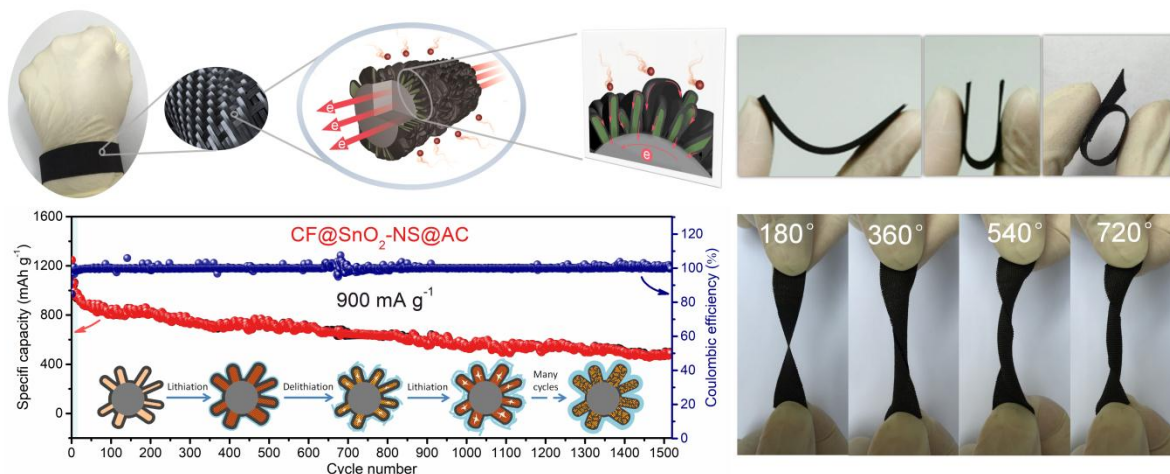 e
e
e
e
180°
360°
540°
720°
CF@SnO₂-NS@AC
900 mA g⁻¹
Specifi capacity (mAh g⁻¹)
1600
1200
800
400
0
Coulombic efficiency (%)
120
100
80
60
40
20
0
Lithiation
Delithiation
Lithiation
Many
cycles
0 100 200 300 400 500 600 700 800 900 1000 1100 1200 1300 1400 1500
Cycle number